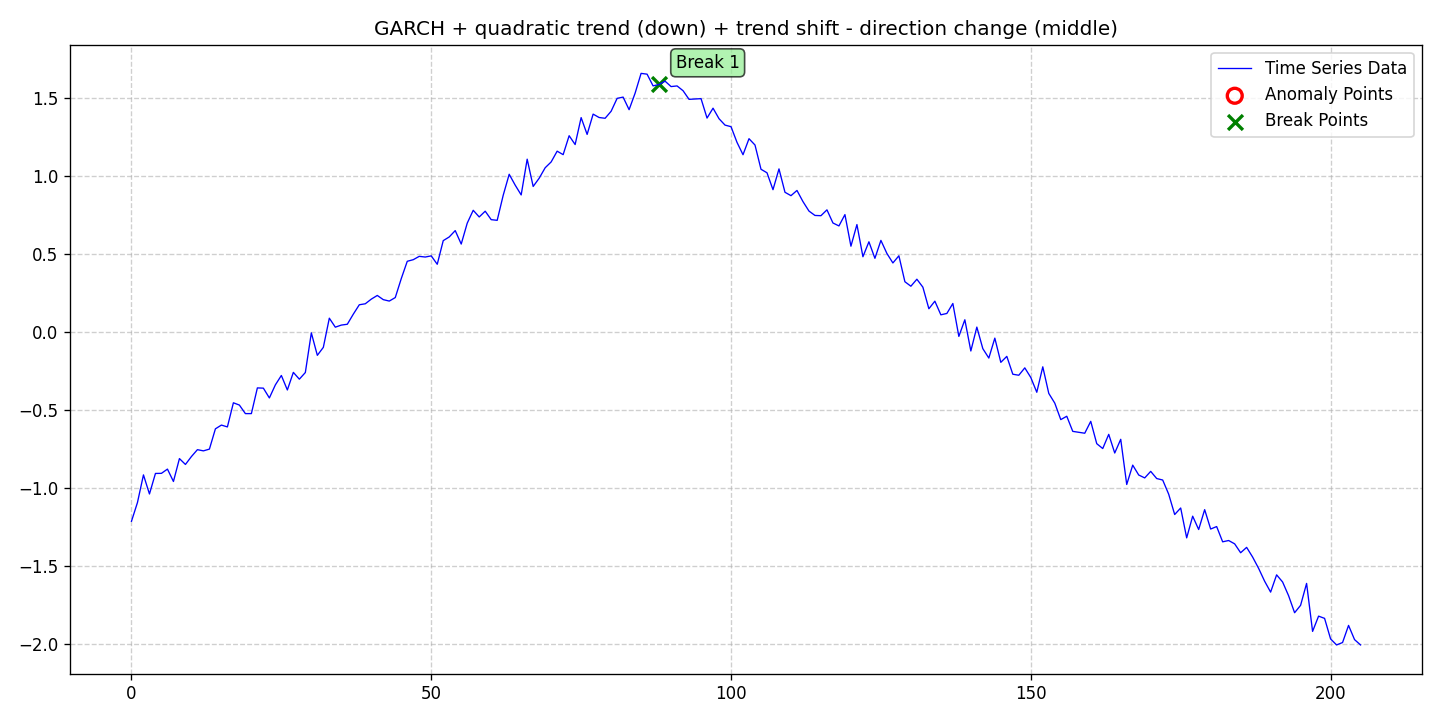 GARCH + quadratic trend (down) + trend shift - direction change (middle)
Break 1
Time Series Data
Anomaly Points
Break Points
1.5
1.0
0.5
0.0
−0.5
−1.0
−1.5
−2.0
0
50
100
150
200